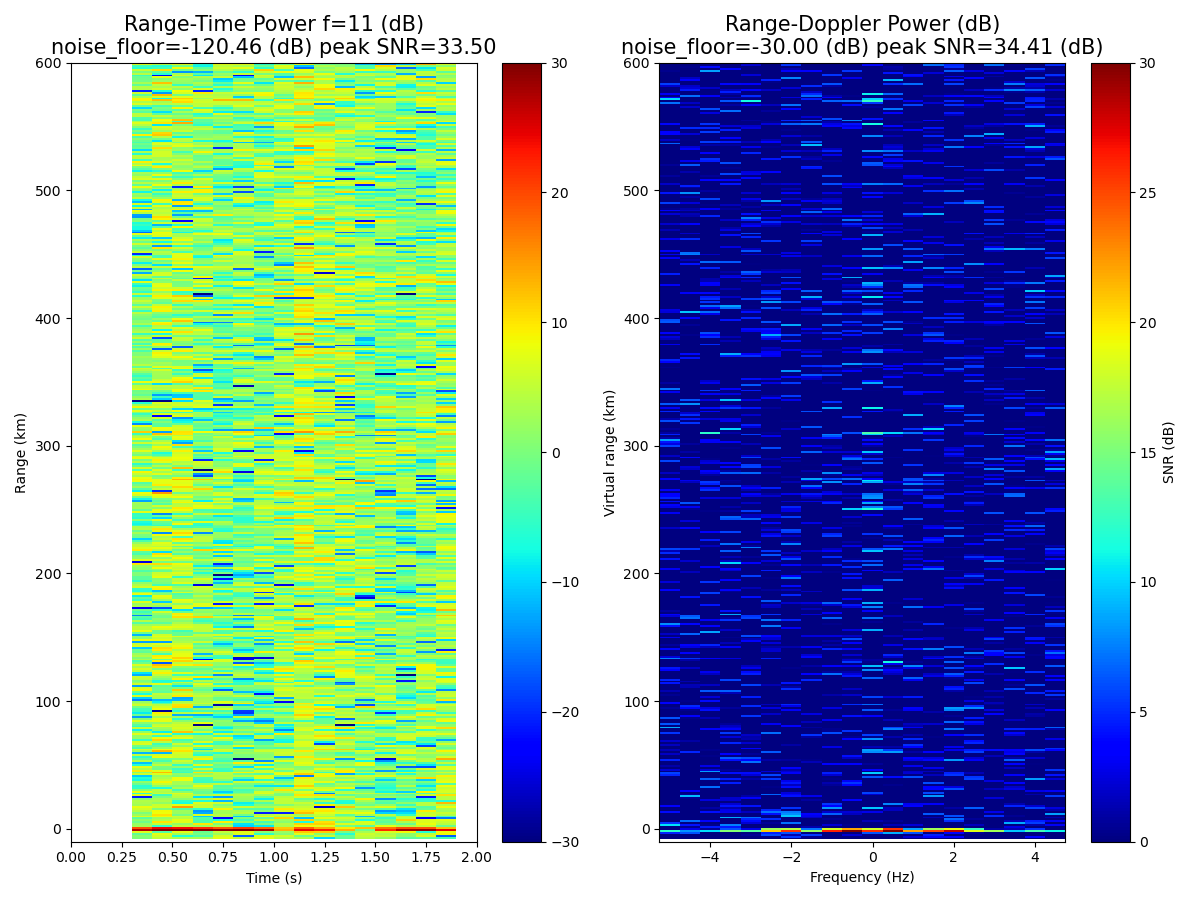 Range-Time Power f=11 (dB)
noise_floor=-120.46 (dB) peak SNR=33.50
Range (km)
600
500
400
300
200
100
0
0.00 0.25 0.50 0.75 1.00 1.25 1.50 1.75 2.00
Time (s)
30
20
10
0
−10
−20
−30
Range-Doppler Power (dB)
noise_floor=-30.00 (dB) peak SNR=34.41 (dB)
Virtual range (km)
600
500
400
300
200
100
0
−4 −2 0 2 4
Frequency (Hz)
30
25
20
15
10
5
0
SNR (dB)